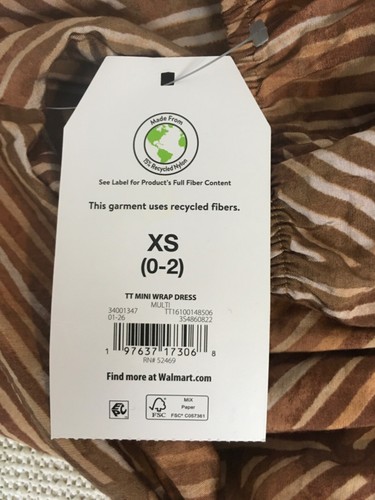 Made From
15% Recycled Nylon
See Label for Product's Full Fiber Content
This garment uses recycled fibers.
XS
(0-2)
TT MINI WRAP DRESS
MULTI
34001347 TT16100148S06
01-26 354860822
1 97637 17306 8
RN# 52469
Find more at Walmart.com
FSC
MIX
Paper
FSC® C057361